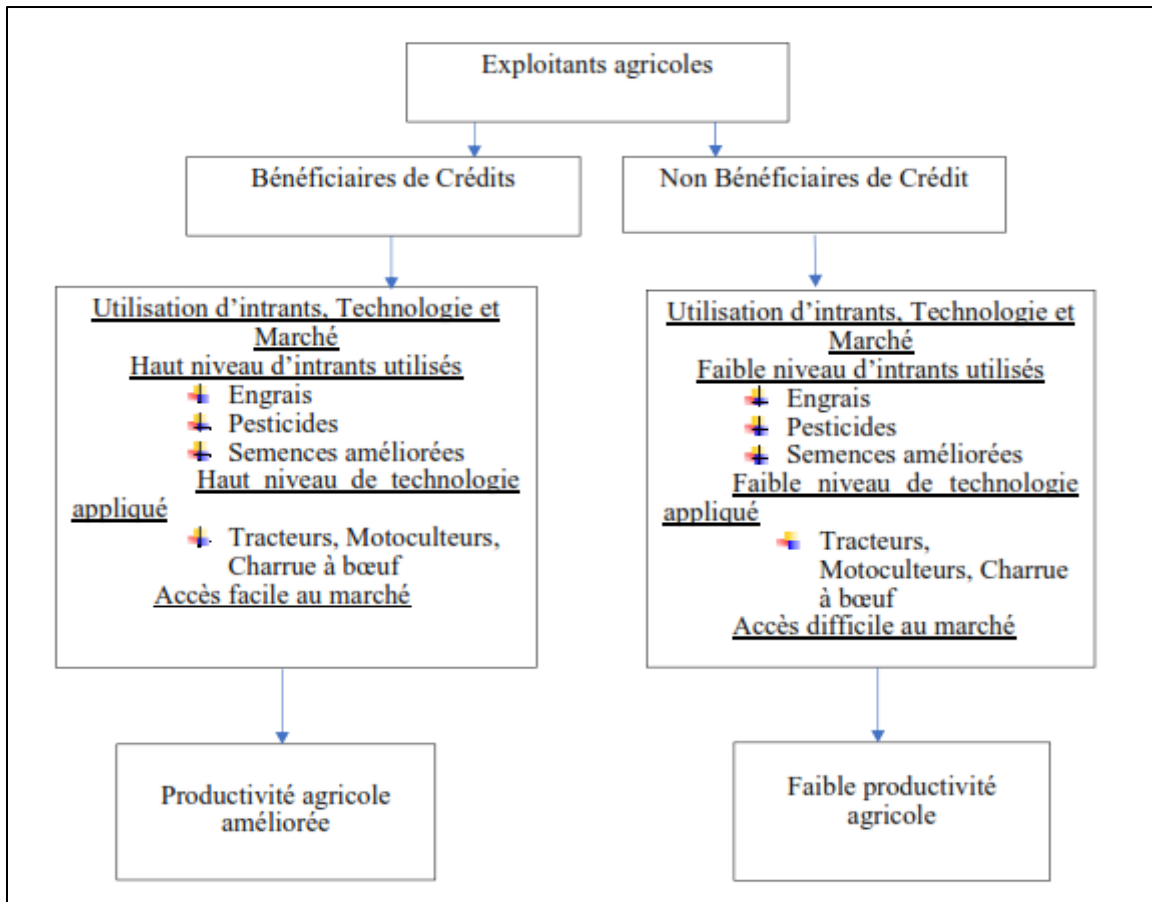 Exploitants agricoles
Bénéficiaires de Crédits
Non Bénéficiaires de Crédit
Utilisation d'intrants, Technologie et
Marché
Haut niveau d'intrants utilisés
Engrais
Pesticides
Semences améliorées
Haut niveau de technologie
appliqué
Tracteurs, Motoculteurs,
Charrue à bœuf
Accès facile au marché
Utilisation d'intrants, Technologie et
Marché
Faible niveau d'intrants utilisés
Engrais
Pesticides
Semences améliorées
Faible niveau de technologie
appliqué
Tracteurs,
Motoculteurs, Charrue
à bœuf
Accès difficile au marché
Productivité agricole
améliorée
Faible productivité
agricole